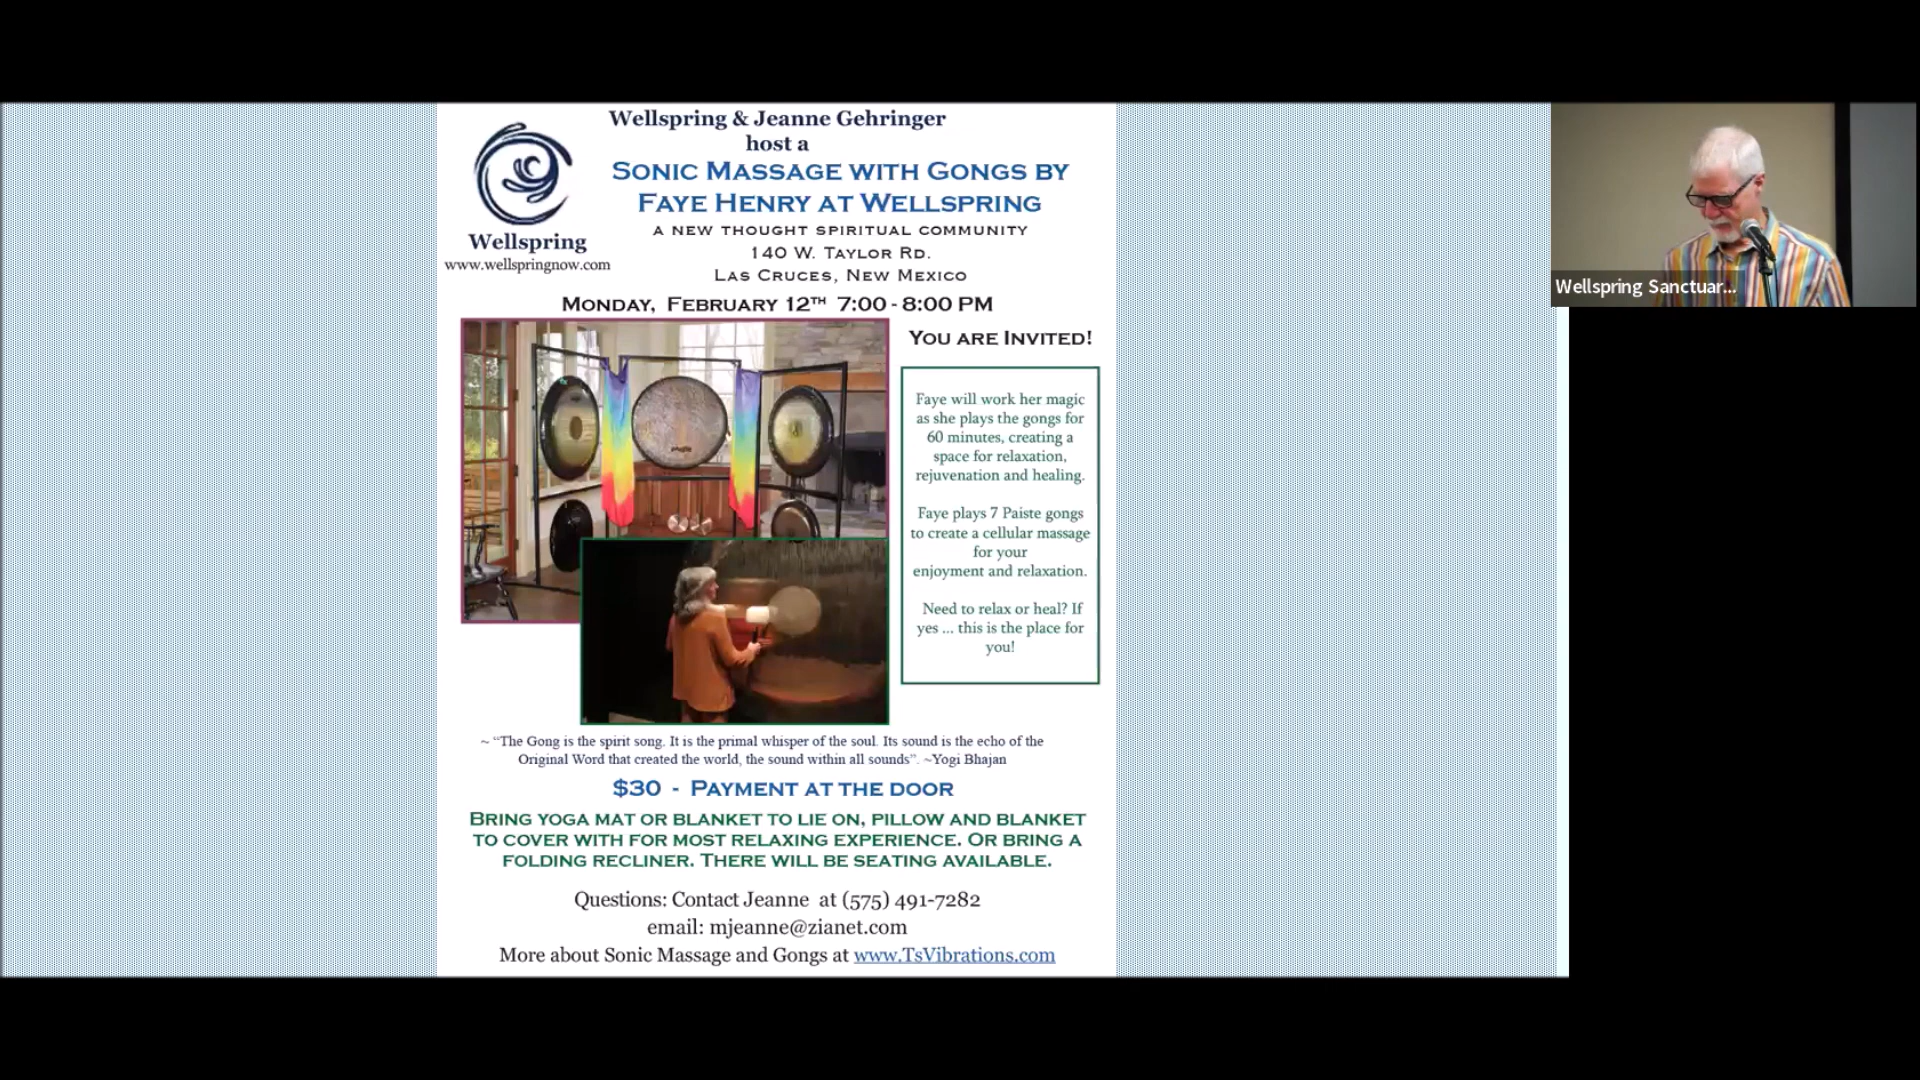 Wellspring & Jeanne Gehringer
host a
SONIC MASSAGE WITH GONGS BY
FAYE HENRY AT WELLSPRING
A NEW THOUGHT SPIRITUAL COMMUNITY
140 W. TAYLOR RD.
LAS CRUCES, NEW MEXICO
Wellspring
www.wellspringnow.com
MONDAY, FEBRUARY 12TH 7:00 - 8:00 PM
YOU ARE INVITED!
Faye will work her magic
as she plays the gongs for
60 minutes, creating a
space for relaxation,
rejuvenation and healing.
Faye plays 7 Paiste gongs
to create a cellular massage
for your
enjoyment and relaxation.
Need to relax or heal? If
yes ... this is the place for
you!
~ “The Gong is the spirit song. It is the primal whisper of the soul. Its sound is the echo of the
Original Word that created the world, the sound within all sounds”. ~Yogi Bhajan
$30 - PAYMENT AT THE DOOR
BRING YOGA MAT OR BLANKET TO LIE ON, PILLOW AND BLANKET
TO COVER WITH FOR MOST RELAXING EXPERIENCE. OR BRING A
FOLDING RECLINER. THERE WILL BE SEATING AVAILABLE.
Questions: Contact Jeanne at (575) 491-7282
email: mjeanne@zianet.com
More about Sonic Massage and Gongs at www.TsVibrations.com
Wellspring Sanctuar...